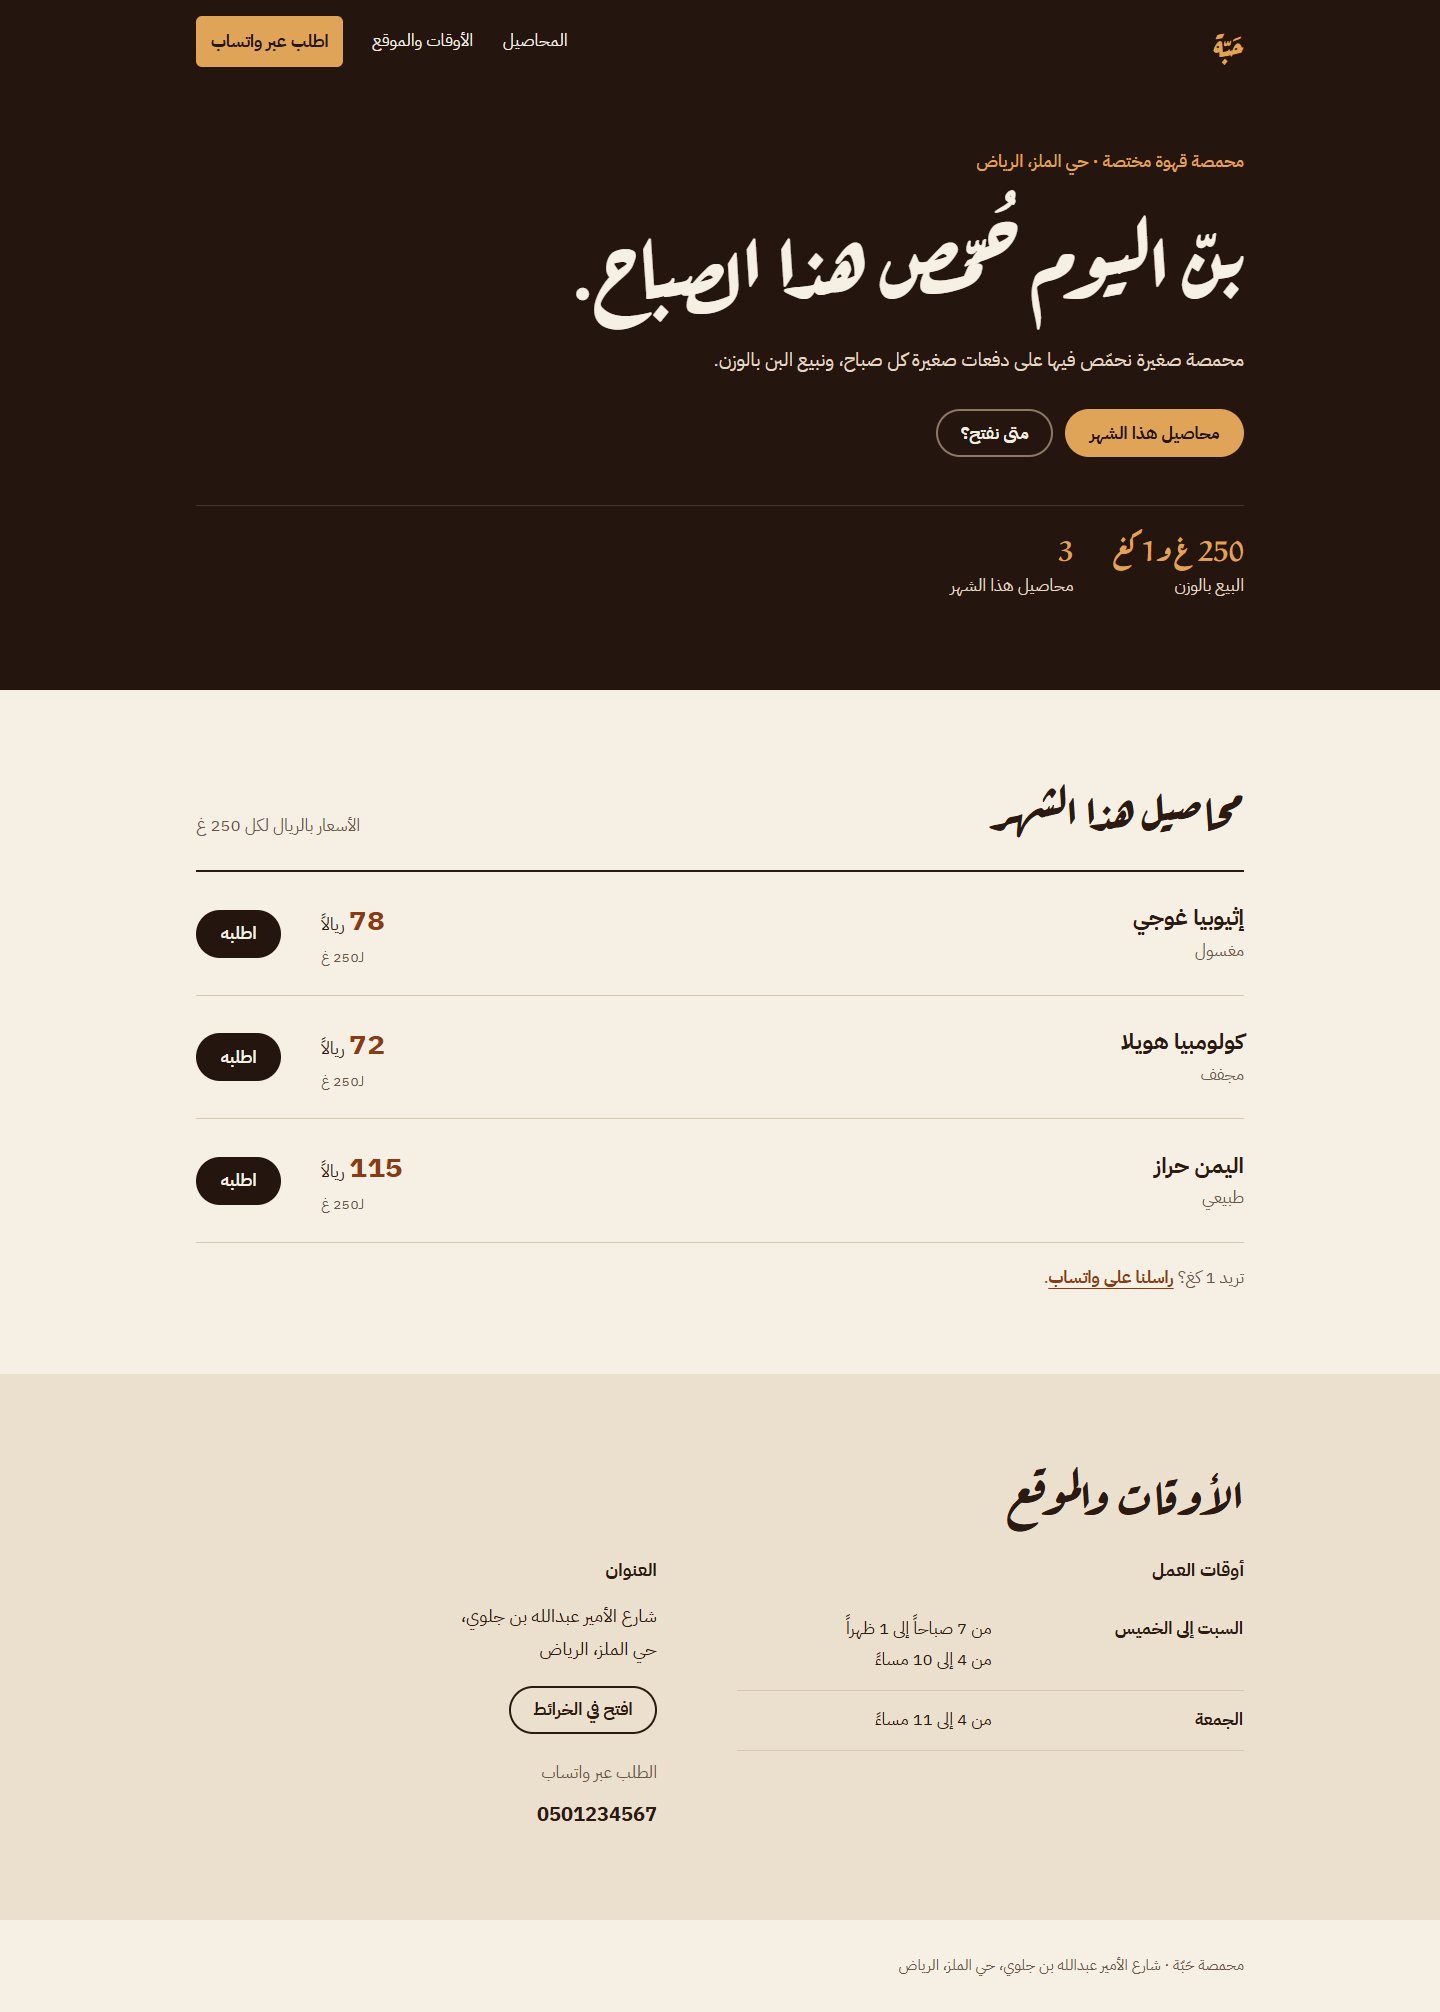 حَبّة
المحاصيل
الأوقات والموقع
اطلب عبر واتساب
محمصة قهوة مختصة · حي الملز، الرياض
بنّ اليوم حُمّص هذا الصباح.
محمصة صغيرة نحمّص فيها على دفعات صغيرة كل صباح، ونبيع البن بالوزن.
محاصيل هذا الشهر
متى نفتح؟
250 غ و1 كغ
البيع بالوزن
3
محاصيل هذا الشهر
محاصيل هذا الشهر
الأسعار بالريال لكل 250 غ
إثيوبيا غوجي
مغسول
78 ريالاً
لـ250 غ
اطلبه
كولومبيا هويلا
مجفف
72 ريالاً
لـ250 غ
اطلبه
اليمن حراز
طبيعي
115 ريالاً
لـ250 غ
اطلبه
تريد 1 كغ؟ راسلنا على واتساب.
الأوقات والموقع
أوقات العمل
السبت إلى الخميس
من 7 صباحاً إلى 1 ظهراً
من 4 إلى 10 مساءً
الجمعة
من 4 إلى 11 مساءً
العنوان
شارع الأمير عبدالله بن جلوي،
حي الملز، الرياض
افتح في الخرائط
الطلب عبر واتساب
0501234567
محمصة حَبّة · شارع الأمير عبدالله بن جلوي، حي الملز، الرياض